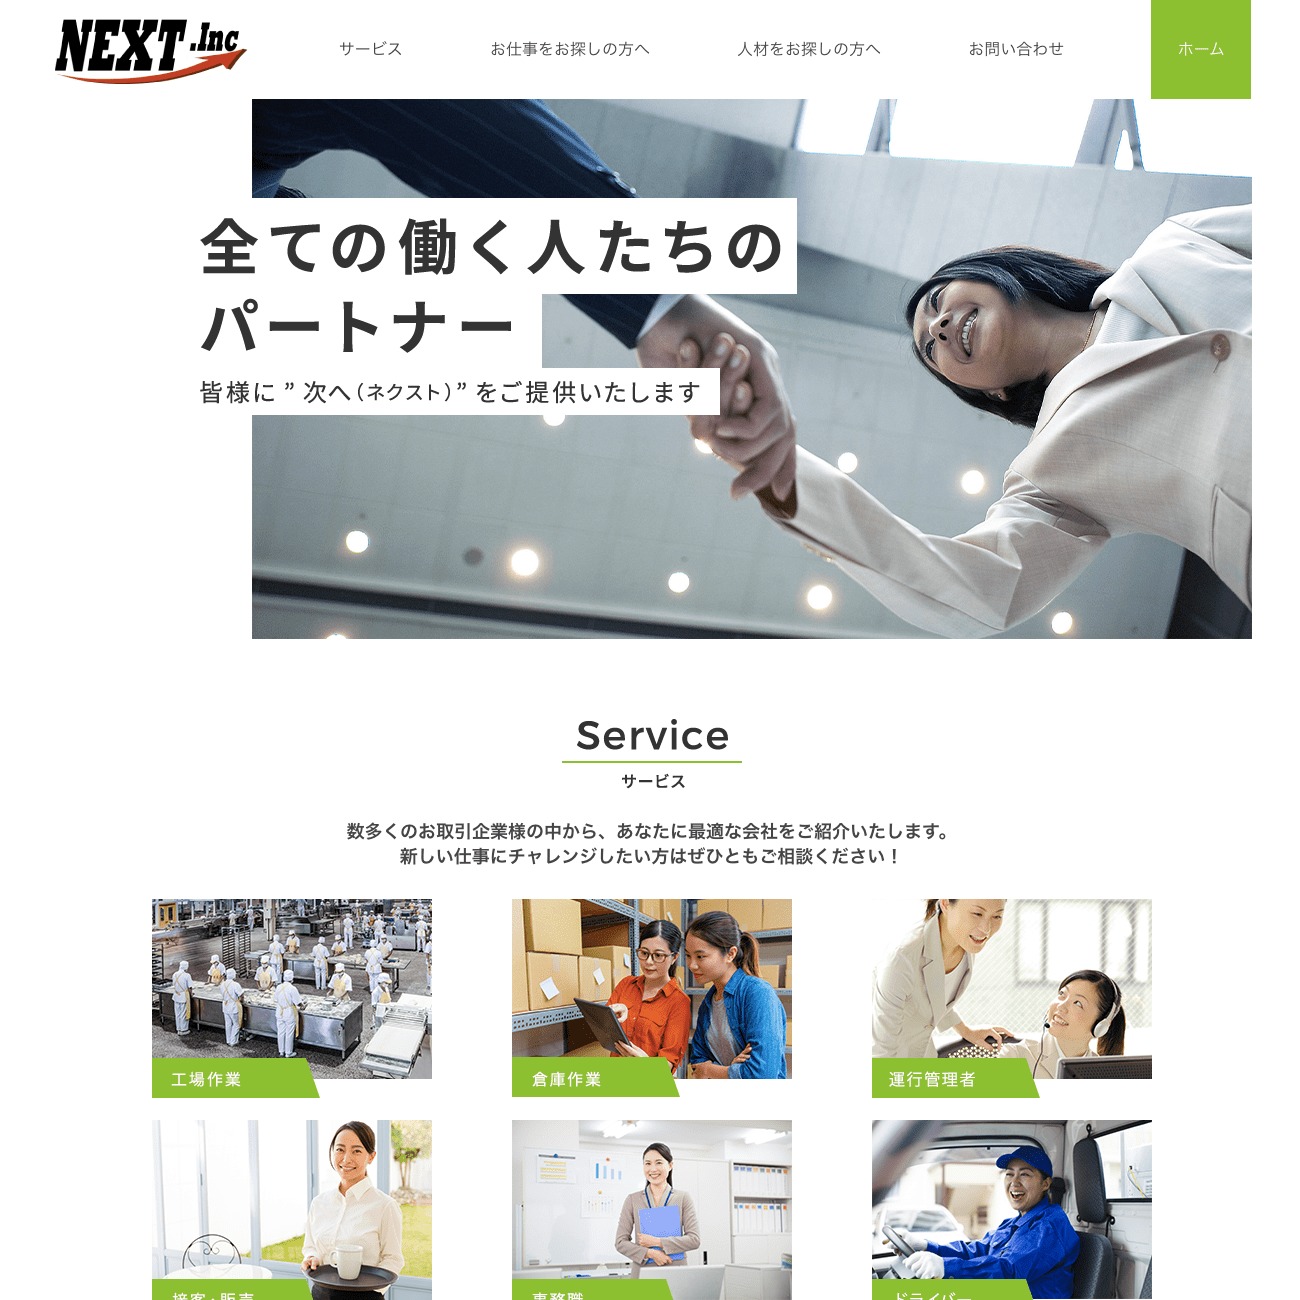 NEXT.Inc
サービス
お仕事をお探しの方へ
人材をお探しの方へ
お問い合わせ
ホーム
全ての働く人たちの
パートナー
皆様に ” 次へ（ネクスト）” をご提供いたします
Service
サービス
数多くのお取引企業様の中から、あなたに最適な会社をご紹介いたします。
新しい仕事にチャレンジしたい方はぜひともご相談ください！
工場作業
倉庫作業
運行管理者
接客・販売
事務職
ドライバー